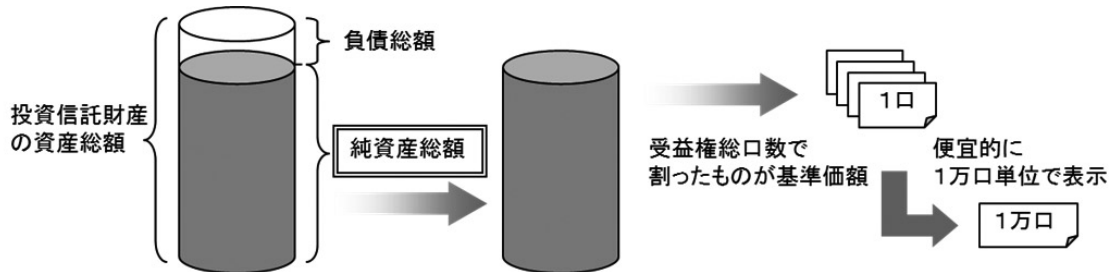 負債総額
投資信託財産
の資産総額
純資産総額
1口
受益権総口数で
割ったものが基準価額
便宜的に
1万口単位で表示
1万口